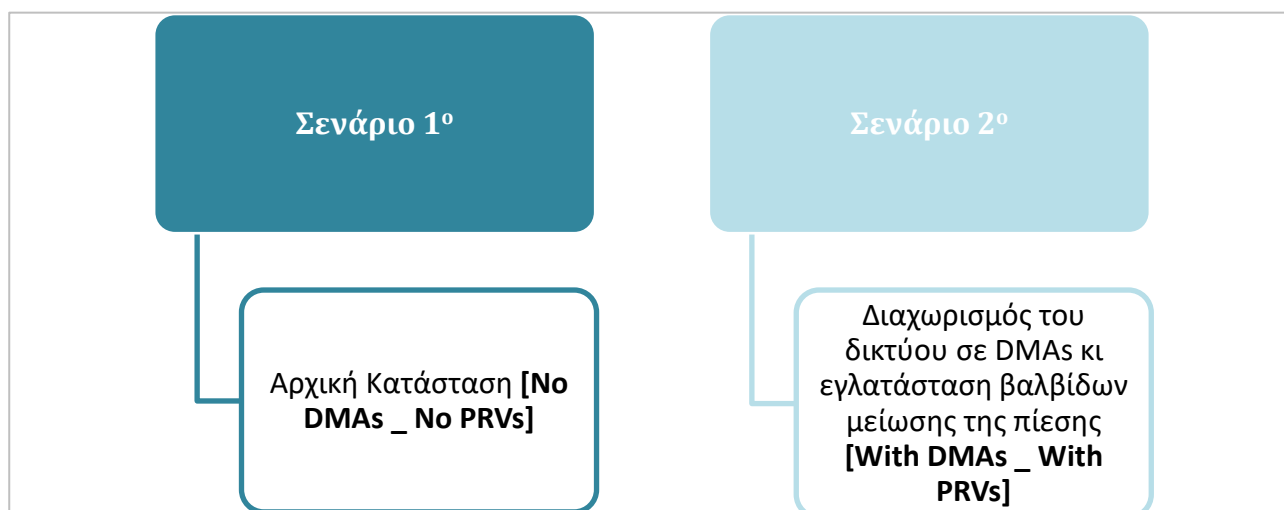 Σενάριο 1ο
Αρχική Κατάσταση [No
DMAs _ No PRVs]
Σενάριο 2ο
Διαχωρισμός του
δικτύου σε DMAs κι
εγλατάσταση βαλβίδων
μείωσης της πίεσης
[With DMAs _ With
PRVs]